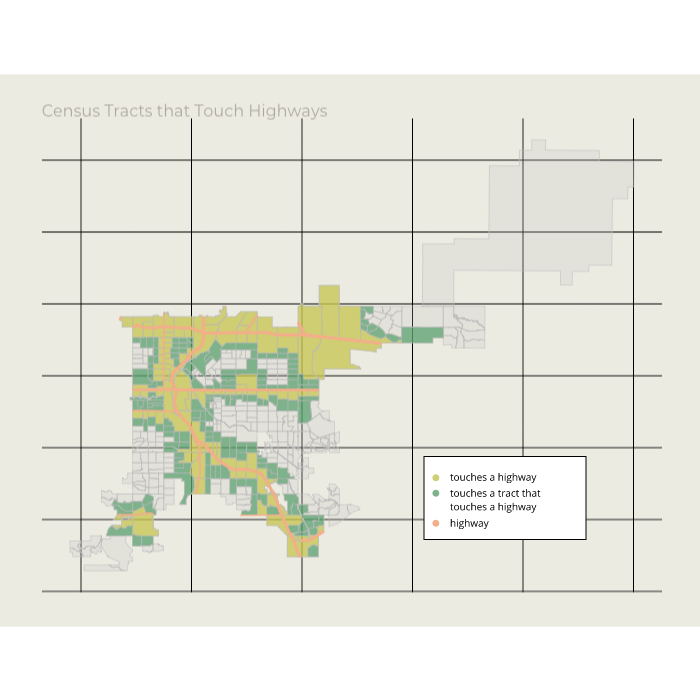 Census Tracts that Touch Highways
touches a highway
touches a tract that
touches a highway
highway